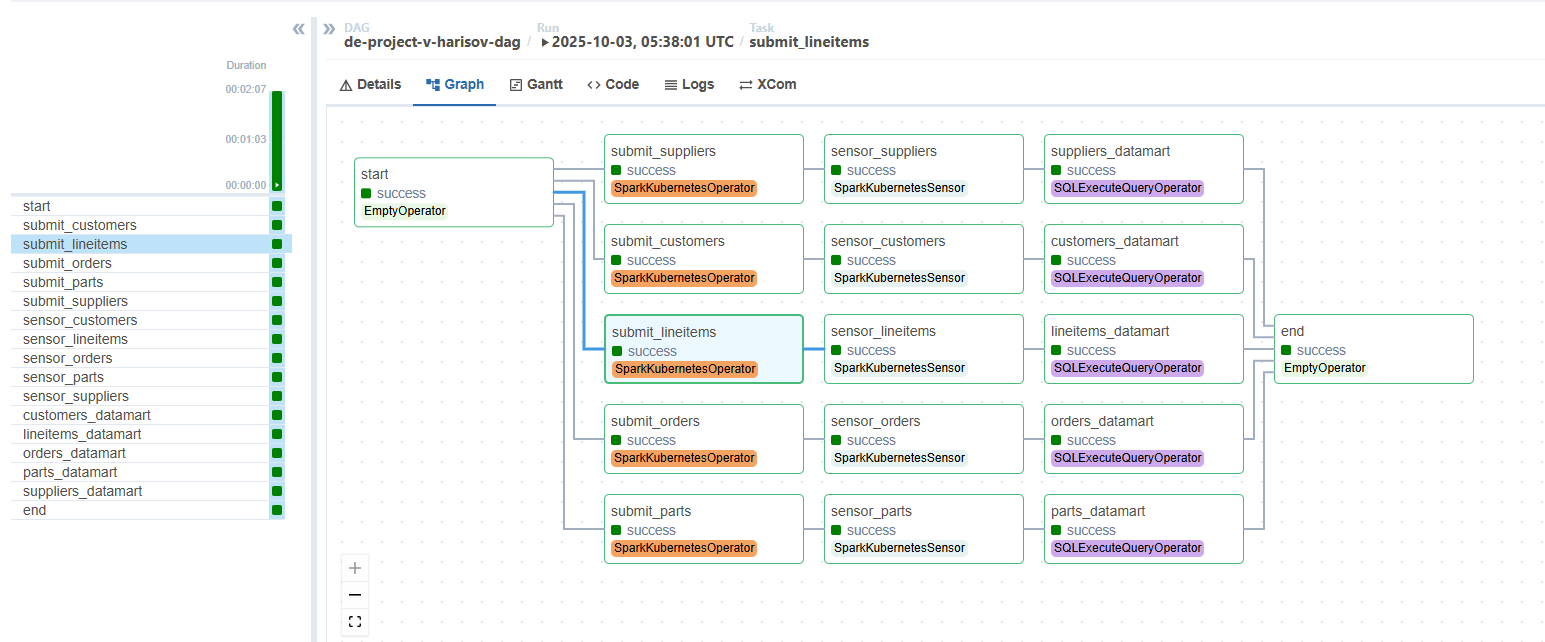 Duration
00:02:07
00:01:03
00:00:00
start
submit_customers
submit_lineitems
submit_orders
submit_parts
submit_suppliers
sensor_customers
sensor_lineitems
sensor_orders
sensor_parts
sensor_suppliers
customers_datamart
lineitems_datamart
orders_datamart
parts_datamart
suppliers_datamart
end
DAG Run Task
de-project-v-harisov-dag / 2025-10-03, 05:38:01 UTC / submit_lineitems
Details Graph Gantt Code Logs XCom
start
success
EmptyOperator
submit_suppliers
success
SparkKubernetesOperator
sensor_suppliers
success
SparkKubernetesSensor
suppliers_datamart
success
SQLExecuteQueryOperator
submit_customers
success
SparkKubernetesOperator
sensor_customers
success
SparkKubernetesSensor
customers_datamart
success
SQLExecuteQueryOperator
submit_lineitems
success
SparkKubernetesOperator
sensor_lineitems
success
SparkKubernetesSensor
lineitems_datamart
success
SQLExecuteQueryOperator
end
success
EmptyOperator
submit_orders
success
SparkKubernetesOperator
sensor_orders
success
SparkKubernetesSensor
orders_datamart
success
SQLExecuteQueryOperator
submit_parts
success
SparkKubernetesOperator
sensor_parts
success
SparkKubernetesSensor
parts_datamart
success
SQLExecuteQueryOperator